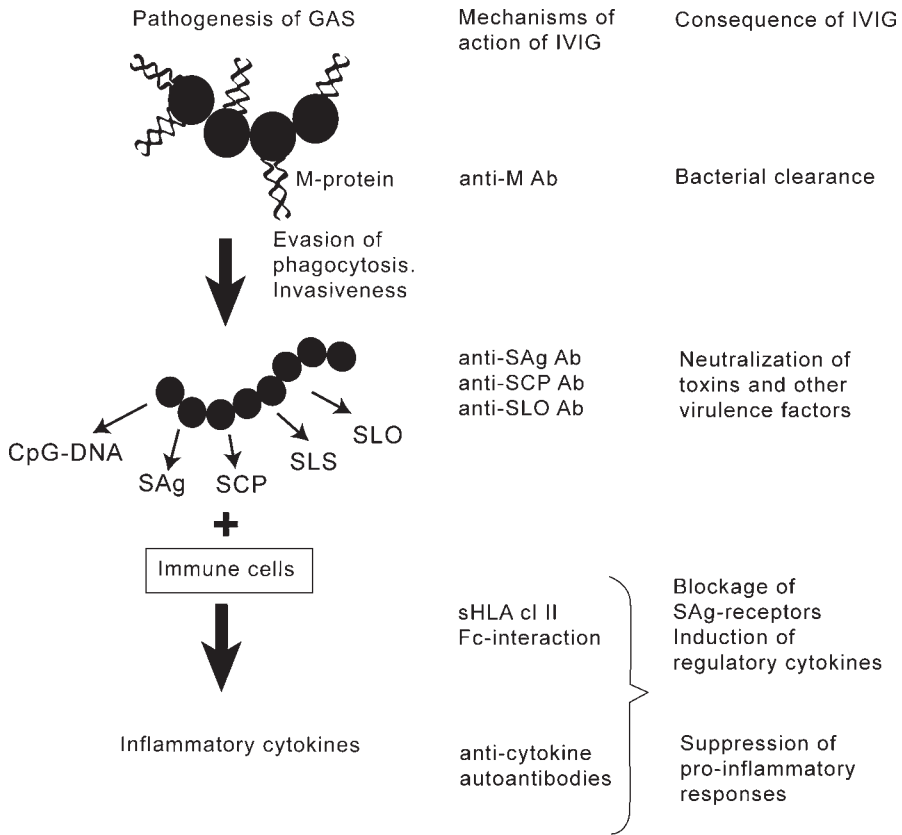 Pathogenesis of GAS
Mechanisms of
action of IVIG
Consequence of IVIG
M-protein
anti-M Ab
Bacterial clearance
Evasion of
phagocytosis.
Invasiveness
anti-SAg Ab
anti-SCP Ab
anti-SLO Ab
Neutralization of
toxins and other
virulence factors
CpG-DNA
SAg
SCP
SLS
SLO
+
Immune cells
sHLA cl II
Fc-interaction
Blockage of
SAg-receptors
Induction of
regulatory cytokines
Inflammatory cytokines
anti-cytokine
autoantibodies
Suppression of
pro-inflammatory
responses